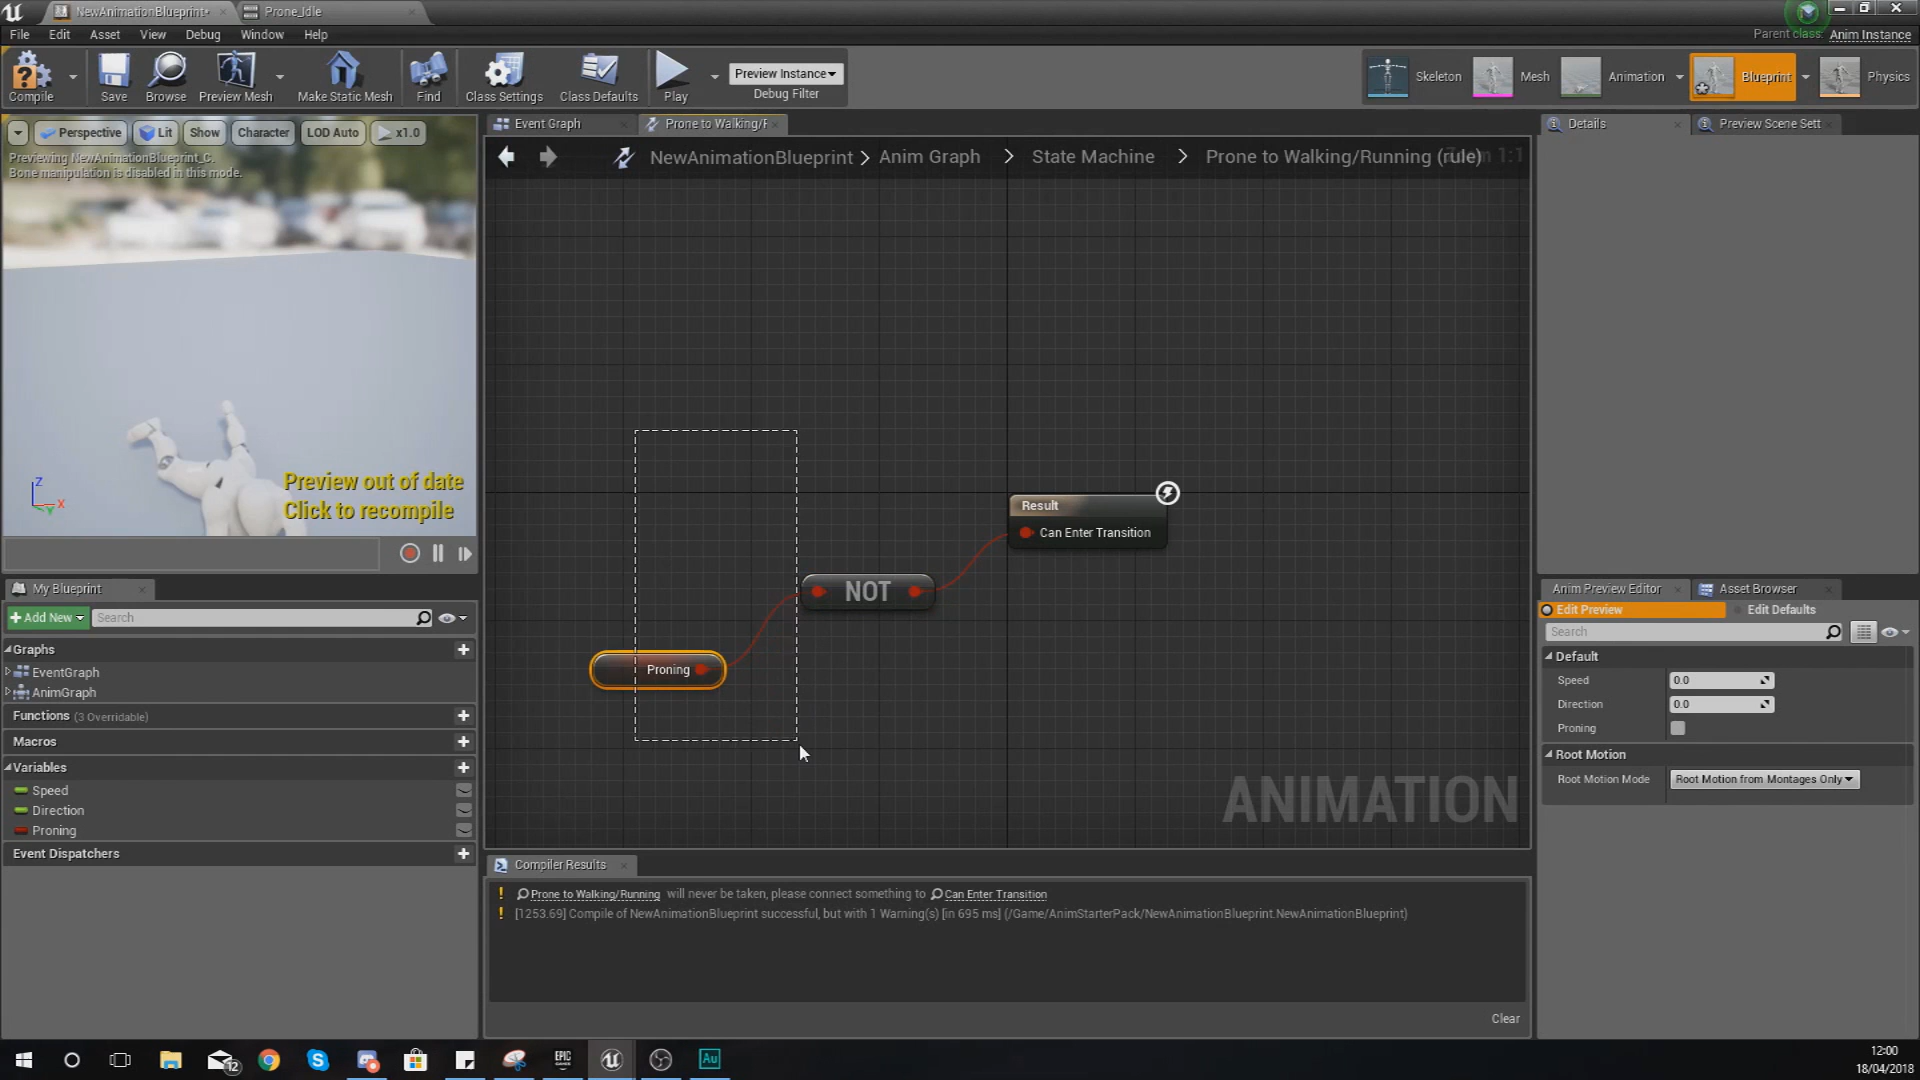 NewAnimationBlueprint*
Prone_Idle
File Edit Asset View Debug Window Help
Parent class: Anim Instance
Compile
Save
Browse
Preview Mesh
Make Static Mesh
Find
Class Settings
Class Defaults
Play
Preview Instance
Debug Filter
Skeleton
Mesh
Animation
Blueprint
Physics
Perspective
Lit
Show
Character
LOD Auto
x1.0
Previewing NewAnimationBlueprint_C.
Bone manipulation is disabled in this mode.
Preview out of date
Click to recompile
Z
X
Y
Event Graph
Prone to Walking/F
NewAnimationBlueprint > Anim Graph > State Machine > Prone to Walking/Running (rule)
Result
Can Enter Transition
NOT
Proning
ANIMATION
Details
Preview Scene Sett
My Blueprint
Add New
Search
Graphs
EventGraph
AnimGraph
Functions (3 Overridable)
Macros
Variables
Speed
Direction
Proning
Event Dispatchers
Compiler Results
! Prone to Walking/Running will never be taken, please connect something to Can Enter Transition
! [1253.69] Compile of NewAnimationBlueprint successful, but with 1 Warning(s) [in 695 ms] (/Game/AnimStarterPack/NewAnimationBlueprint.NewAnimationBlueprint)
Clear
Anim Preview Editor
Asset Browser
Edit Preview
Edit Defaults
Search
Default
Speed 0.0
Direction 0.0
Proning
Root Motion
Root Motion Mode Root Motion from Montages Only
12
EPIC
GAMES
Au
12:00
18/04/2018